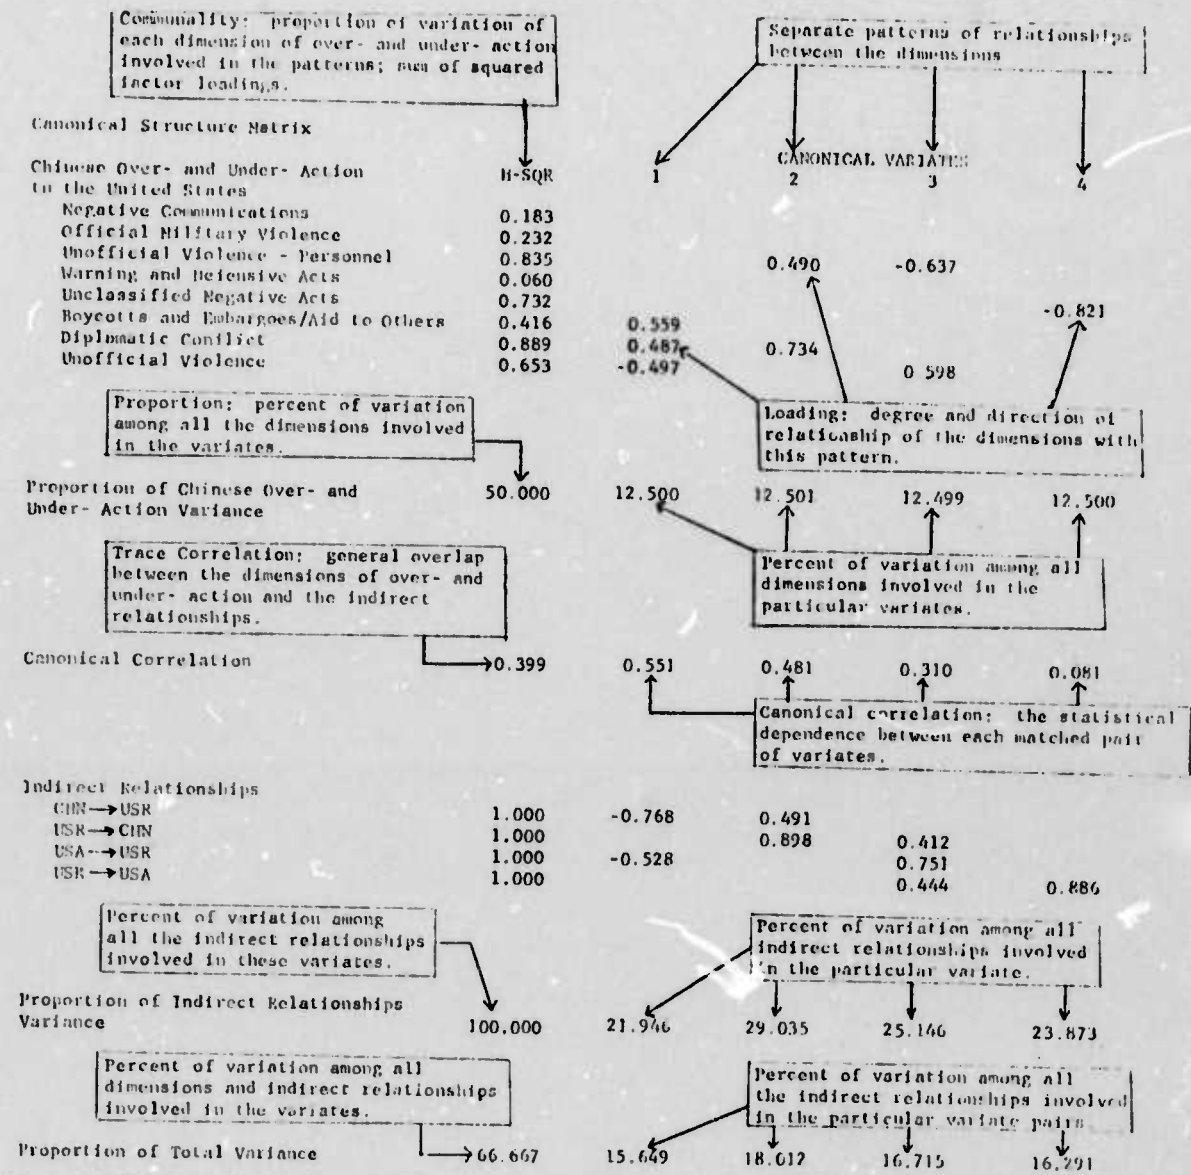 Communality: proportion of variation of
each dimension of over- and under- action
involved in the patterns; sum of squared
factor loadings.
Separate patterns of relationships
between the dimensions
Canonical Structure Matrix
CANONICAL VARIATES
Chinese Over- and Under- Action H-SQR 1 2 3 4
to the United States
Negative Communications 0.183
Official Military Violence 0.232
Unofficial Violence - Personnel 0.835 0.490 -0.637
Warning and Defensive Acts 0.060
Unclassified Negative Acts 0.732 -0.821
Boycotts and Embargoes/Aid to Others 0.416 0.559
Diplomatic Conflict 0.889 0.487 0.734
Unofficial Violence 0.653 -0.497 0 598
Proportion: percent of variation
among all the dimensions involved
in the variates.
Loading: degree and direction of
relationship of the dimensions with
this pattern.
Proportion of Chinese Over- and 50.000 12.500 12.501 12.499 12.500
Under- Action Variance
Trace Correlation: general overlap
between the dimensions of over- and
under- action and the indirect
relationships.
Percent of variation among all
dimensions involved in the
particular variates.
Canonical Correlation 0.399 0.551 0.481 0.310 0.081
Canonical correlation: the statistical
dependence between each matched pair
of variates.
Indirect Relationships
CHN→USR 1.000 -0.768 0.491
USR→CHN 1.000 0.898 0.412
USA→USR 1.000 -0.528 0.751
USR→USA 1.000 0.444 0.886
Percent of variation among
all the indirect relationships
involved in these variates.
Percent of variation among all
indirect relationships involved
in the particular variate.
Proportion of Indirect Relationships
Variance 100.000 21.946 29.035 25.146 23.873
Percent of variation among all
dimensions and indirect relationships
involved in the variates.
Percent of variation among all
the indirect relationships involved
in the particular variate pairs
Proportion of Total Variance 66.667 15.649 18.012 16.715 16.291